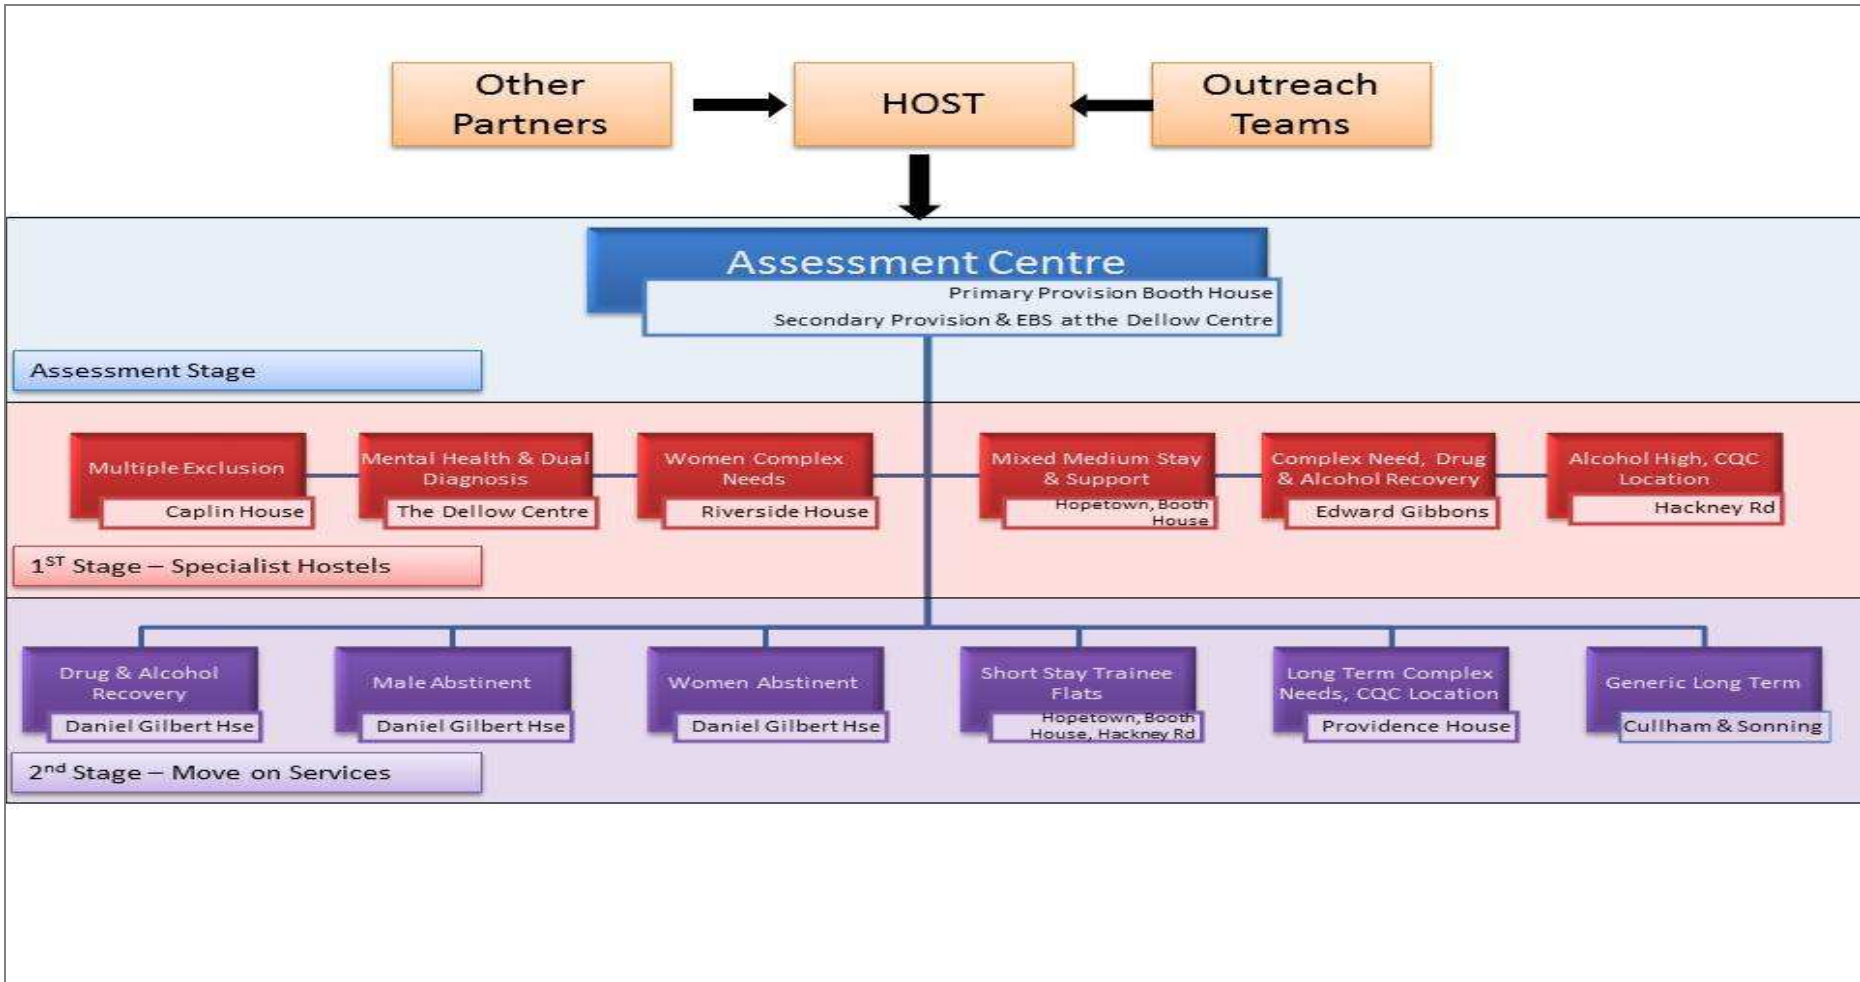 Other
Partners
HOST
Outreach
Teams
Assessment Centre
Primary Provision Booth House
Secondary Provision & EBS at the Dellow Centre
Assessment Stage
Multiple Exclusion
Caplin House
Mental Health & Dual
Diagnosis
The Dellow Centre
Women Complex
Needs
Riverside House
Mixed Medium Stay
& Support
Hopetown, Booth
House
Complex Need, Drug
& Alcohol Recovery
Edward Gibbons
Alcohol High, CQC
Location
Hackney Rd
1ST Stage – Specialist Hostels
Drug & Alcohol
Recovery
Daniel Gilbert Hse
Male Abstinent
Daniel Gilbert Hse
Women Abstinent
Daniel Gilbert Hse
Short Stay Trainee
Flats
Hopetown, Booth
House, Hackney Rd
Long Term Complex
Needs, CQC Location
Providence House
Generic Long Term
Cullham & Sonning
2nd Stage – Move on Services